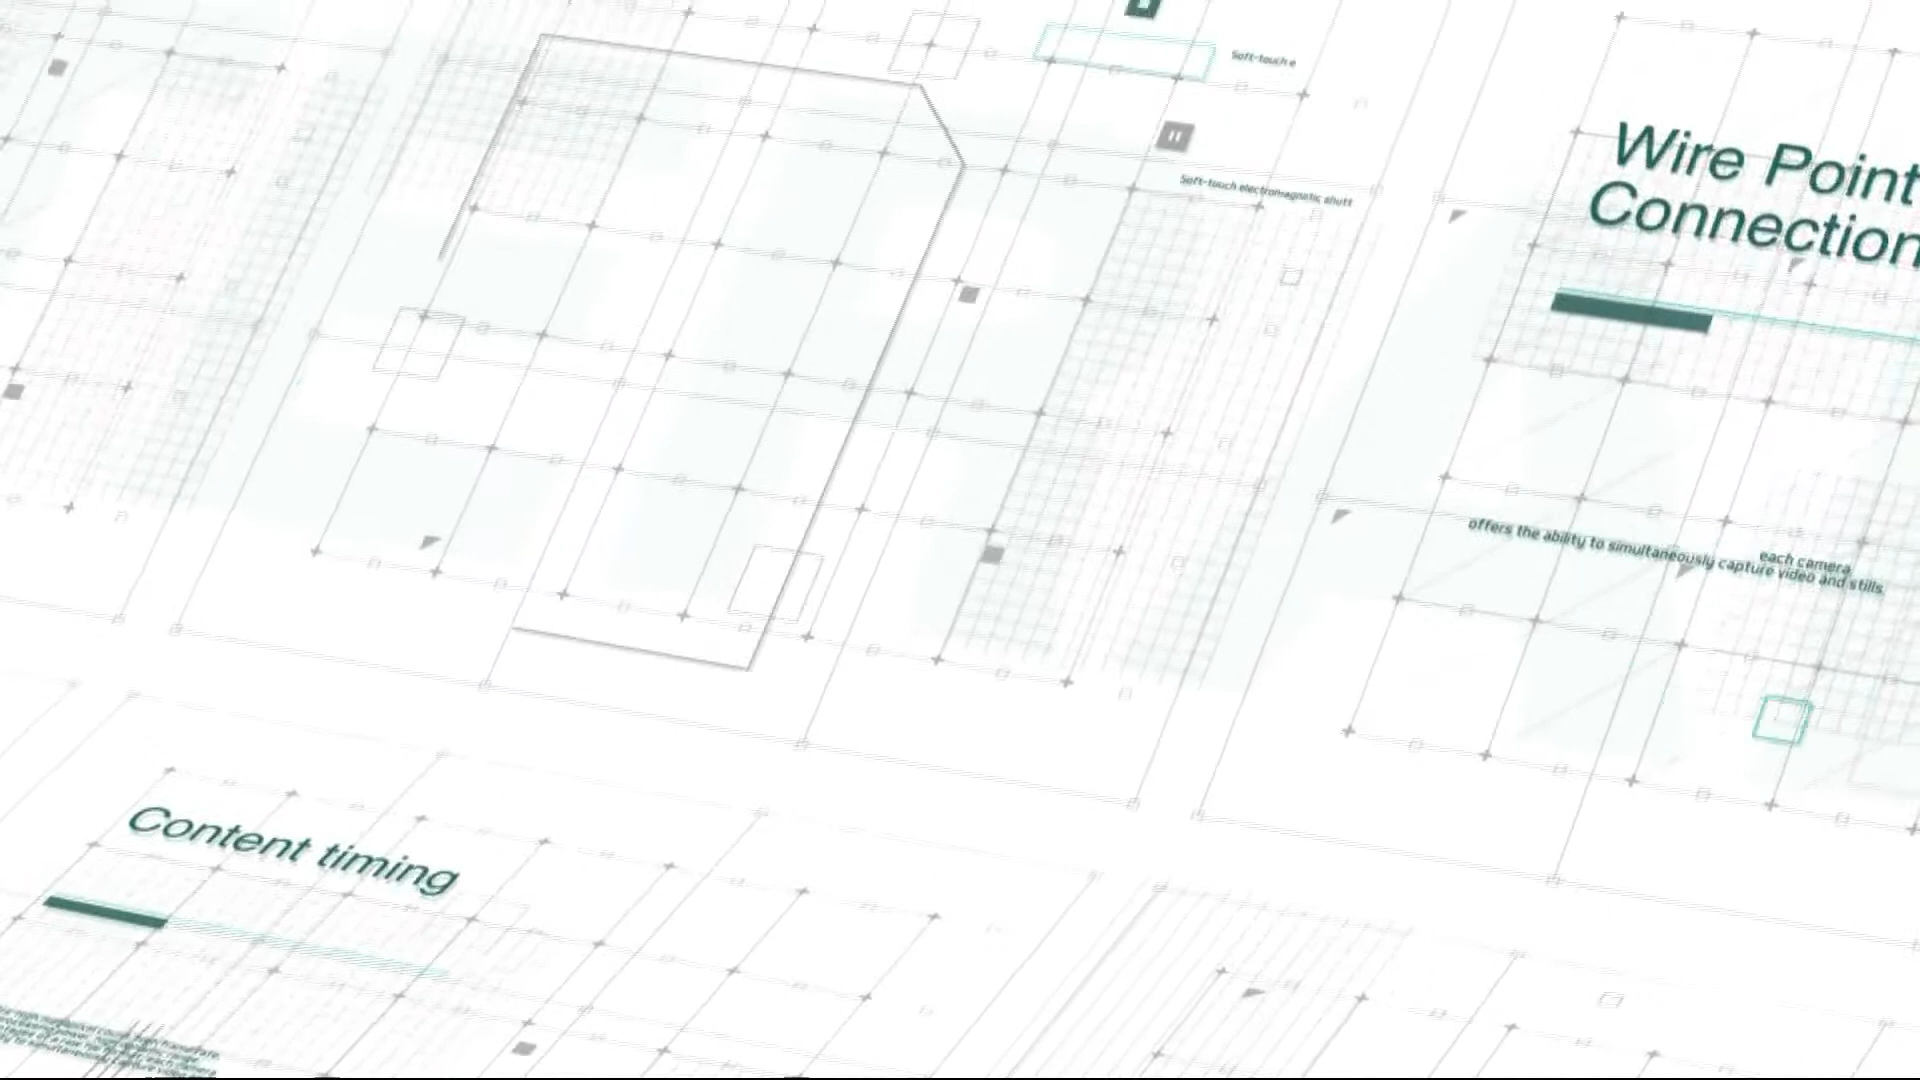 Soft-touch e
Soft-touch electromagnetic shutt
Wire Point
Connection
offers the ability to simultaneously capture video and stills
each camera
Content timing